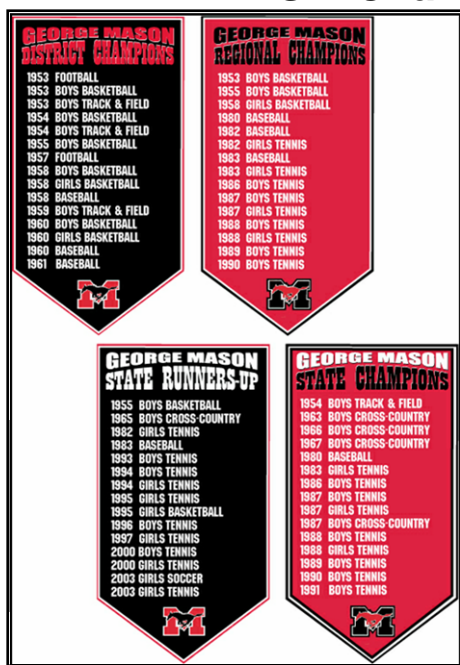 GEORGE MASON
DISTRICT CHAMPIONS
1953 FOOTBALL
1953 BOYS BASKETBALL
1953 BOYS TRACK & FIELD
1954 BOYS BASKETBALL
1954 BOYS TRACK & FIELD
1955 BOYS BASKETBALL
1957 FOOTBALL
1958 BOYS BASKETBALL
1958 GIRLS BASKETBALL
1958 BASEBALL
1959 BOYS TRACK & FIELD
1960 BOYS BASKETBALL
1960 GIRLS BASKETBALL
1960 BASEBALL
1961 BASEBALL
M
GEORGE MASON
REGIONAL CHAMPIONS
1953 BOYS BASKETBALL
1955 BOYS BASKETBALL
1958 GIRLS BASKETBALL
1980 BASEBALL
1982 BASEBALL
1982 GIRLS TENNIS
1983 BASEBALL
1983 GIRLS TENNIS
1986 BOYS TENNIS
1987 BOYS TENNIS
1987 GIRLS TENNIS
1988 BOYS TENNIS
1988 GIRLS TENNIS
1989 BOYS TENNIS
1990 BOYS TENNIS
M
GEORGE MASON
STATE RUNNERS-UP
1955 BOYS BASKETBALL
1965 BOYS CROSS-COUNTRY
1982 GIRLS TENNIS
1983 BASEBALL
1993 BOYS TENNIS
1994 BOYS TENNIS
1994 GIRLS TENNIS
1995 GIRLS TENNIS
1995 GIRLS BASKETBALL
1996 BOYS TENNIS
1997 GIRLS TENNIS
2000 BOYS TENNIS
2000 GIRLS TENNIS
2003 GIRLS SOCCER
2003 GIRLS TENNIS
M
GEORGE MASON
STATE CHAMPIONS
1954 BOYS TRACK & FIELD
1963 BOYS CROSS-COUNTRY
1966 BOYS CROSS-COUNTRY
1967 BOYS CROSS-COUNTRY
1980 BASEBALL
1983 GIRLS TENNIS
1986 BOYS TENNIS
1987 BOYS TENNIS
1987 GIRLS TENNIS
1987 BOYS CROSS-COUNTRY
1988 BOYS TENNIS
1988 GIRLS TENNIS
1989 BOYS TENNIS
1990 BOYS TENNIS
1991 BOYS TENNIS
M